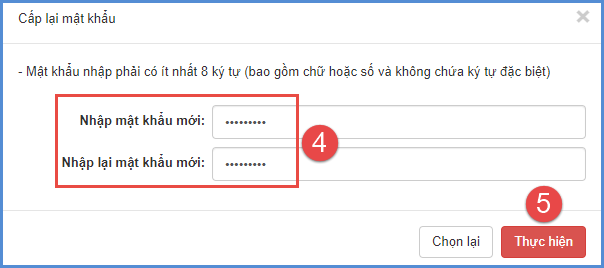 Cấp lại mật khẩu ×
- Mật khẩu nhập phải có ít nhất 8 ký tự (bao gồm chữ hoặc số và không chứa ký tự đặc biệt)
Nhập mật khẩu mới: •••••••••
4
Nhập lại mật khẩu mới: •••••••••
5
Chọn lại Thực hiện